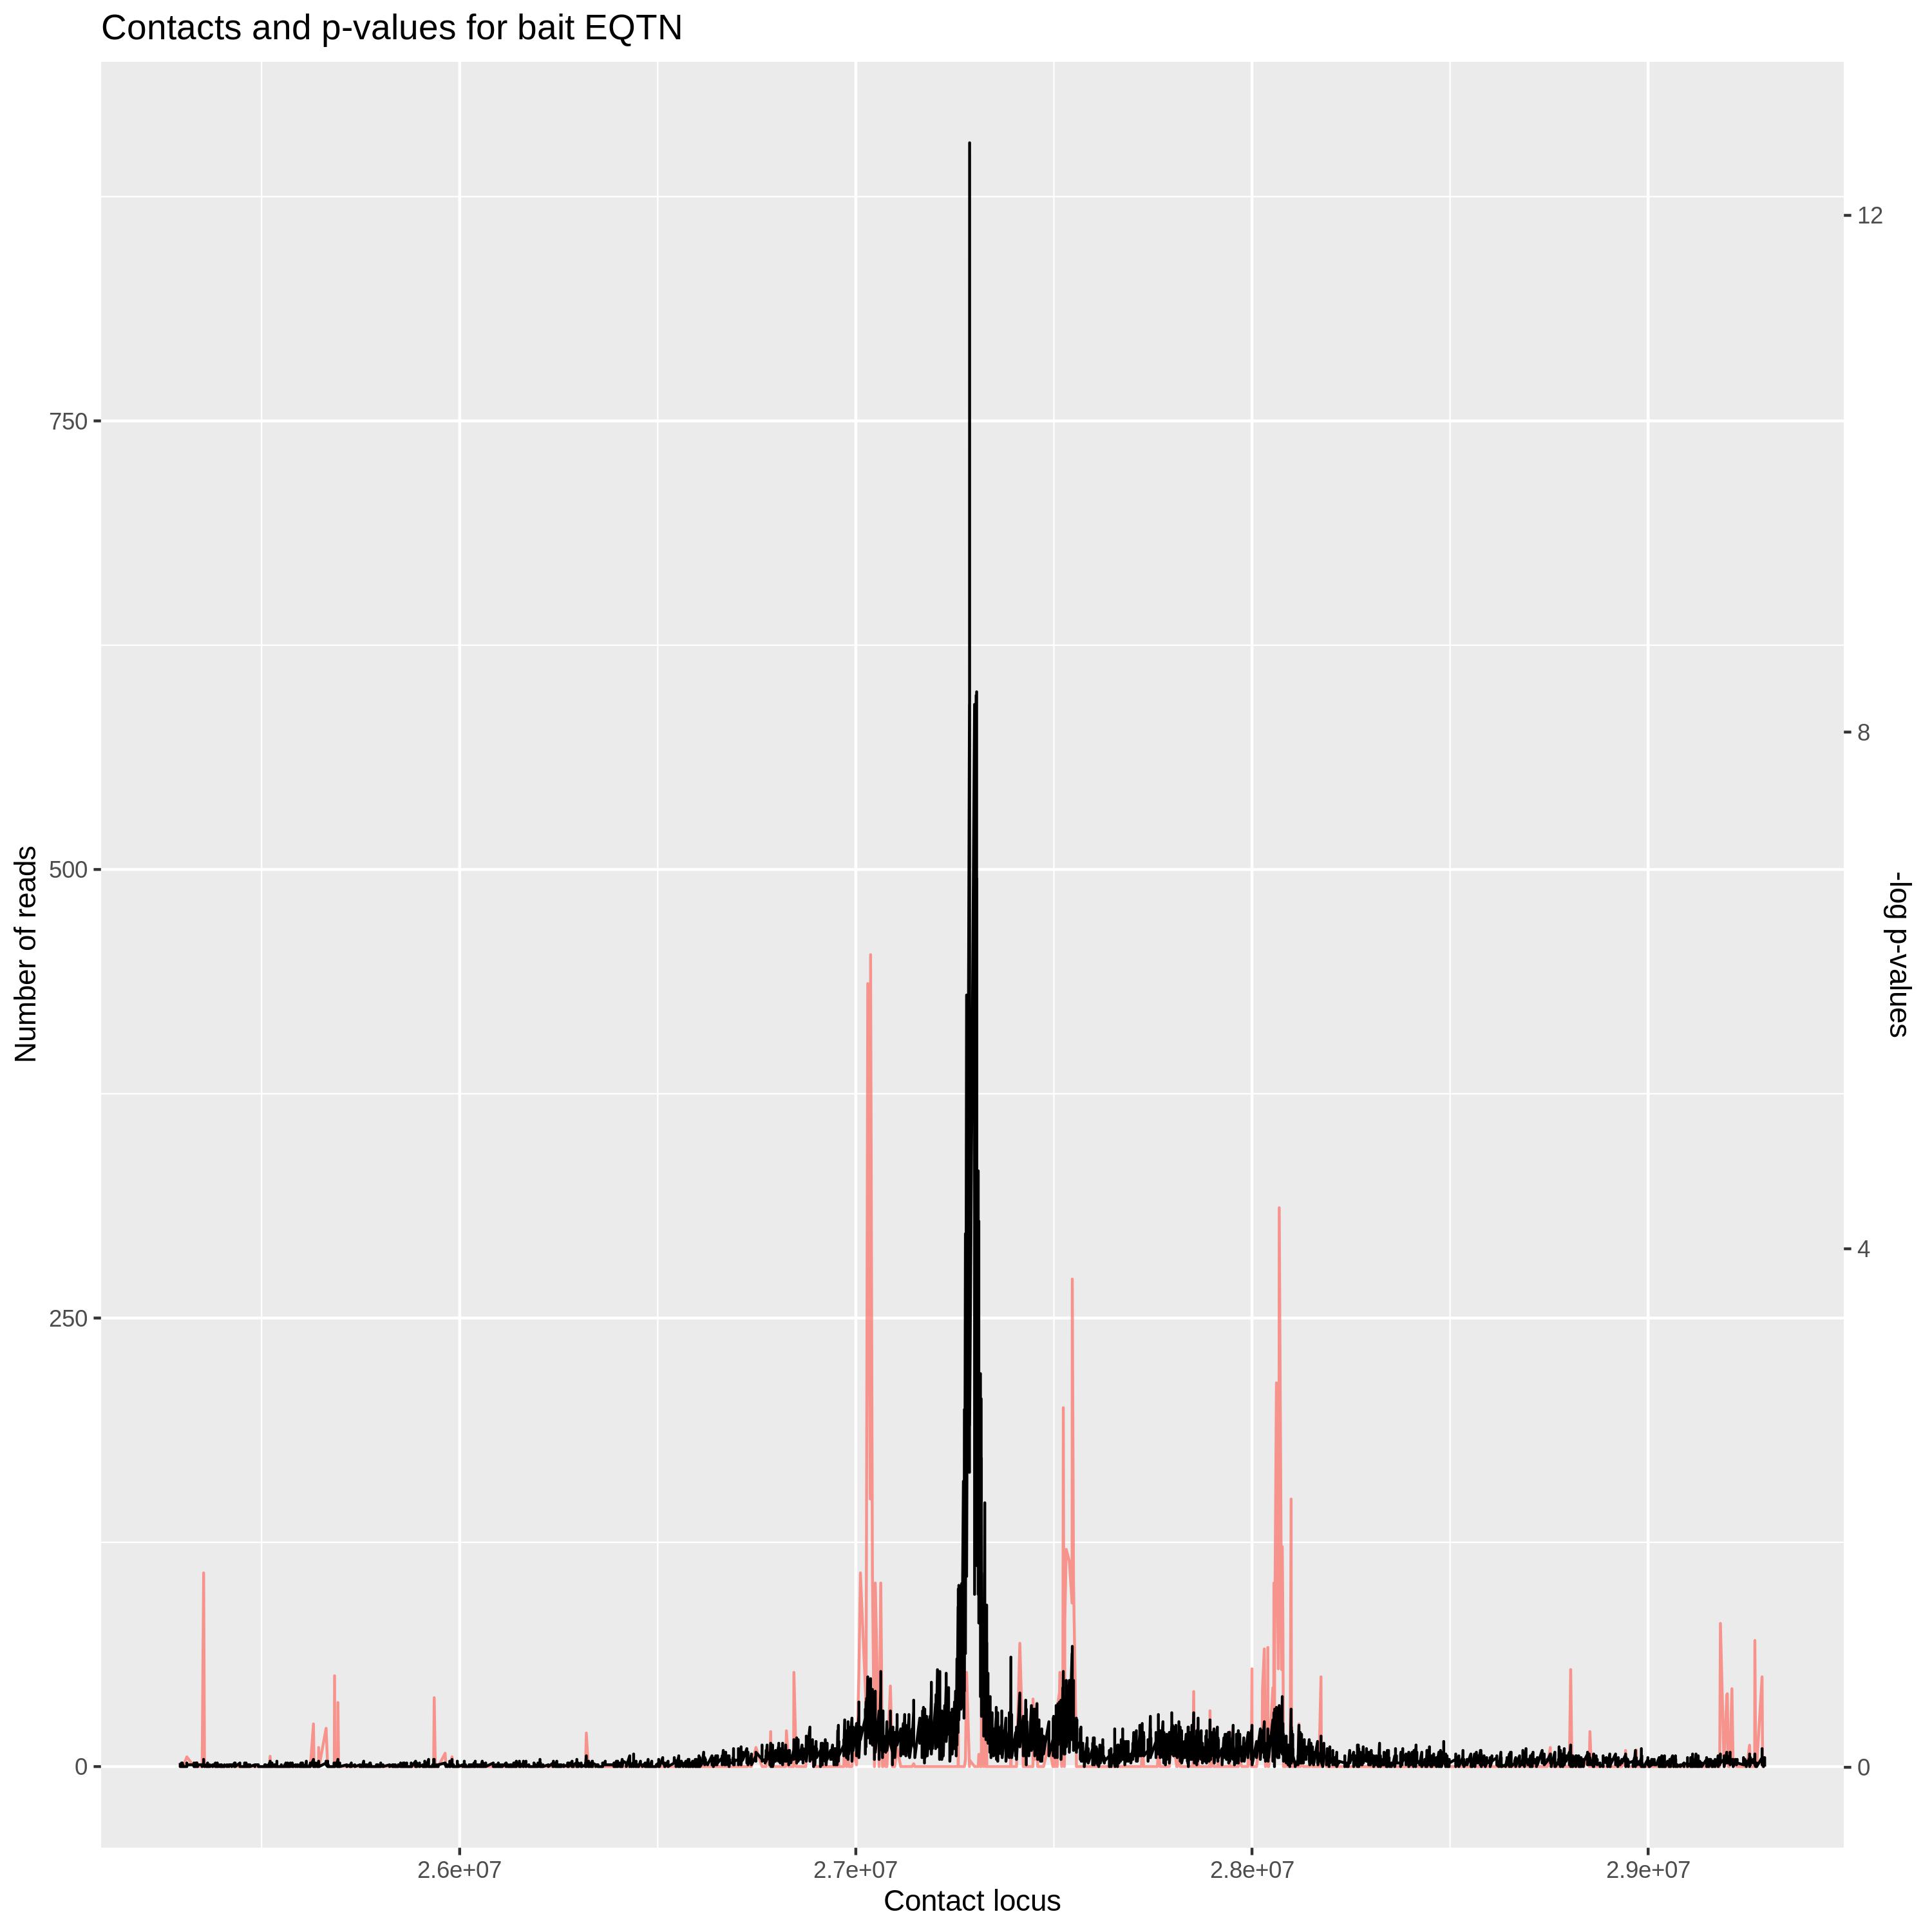 Contacts and p-values for bait EQTN
12
750
8
500
Number of reads
-log p-values
4
250
0
0
2.6e+07
2.7e+07
2.8e+07
2.9e+07
Contact locus